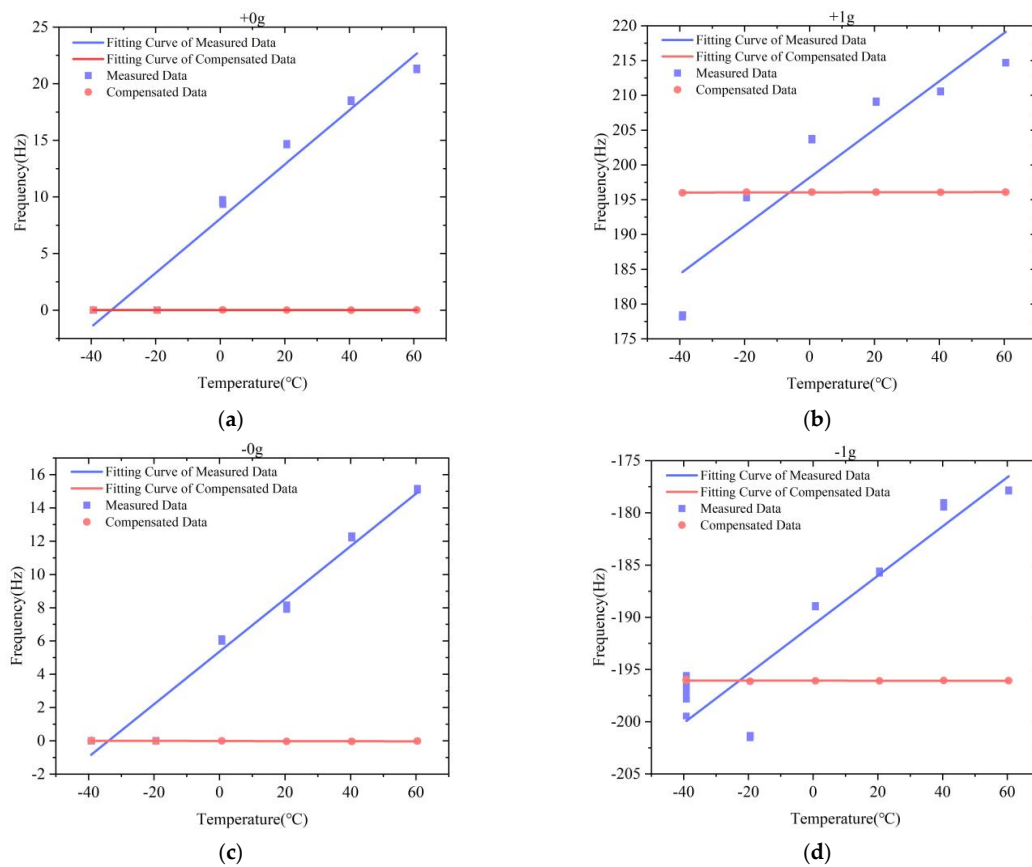 +0g
25
20
15
10
5
0
Frequency(Hz)
Fitting Curve of Measured Data
Fitting Curve of Compensated Data
Measured Data
Compensated Data
-40 -20 0 20 40 60
Temperature(℃)
(a)
+1g
220
215
210
205
200
195
190
185
180
175
Frequency(Hz)
Fitting Curve of Measured Data
Fitting Curve of Compensated Data
Measured Data
Compensated Data
-40 -20 0 20 40 60
Temperature(℃)
(b)
-0g
16
14
12
10
8
6
4
2
0
-2
Frequency(Hz)
Fitting Curve of Measured Data
Fitting Curve of Compensated Data
Measured Data
Compensated Data
-40 -20 0 20 40 60
Temperature(℃)
(c)
-1g
-175
-180
-185
-190
-195
-200
-205
Frequency(Hz)
Fitting Curve of Measured Data
Fitting Curve of Compensated Data
Measured Data
Compensated Data
-40 -20 0 20 40 60
Temperature(℃)
(d)